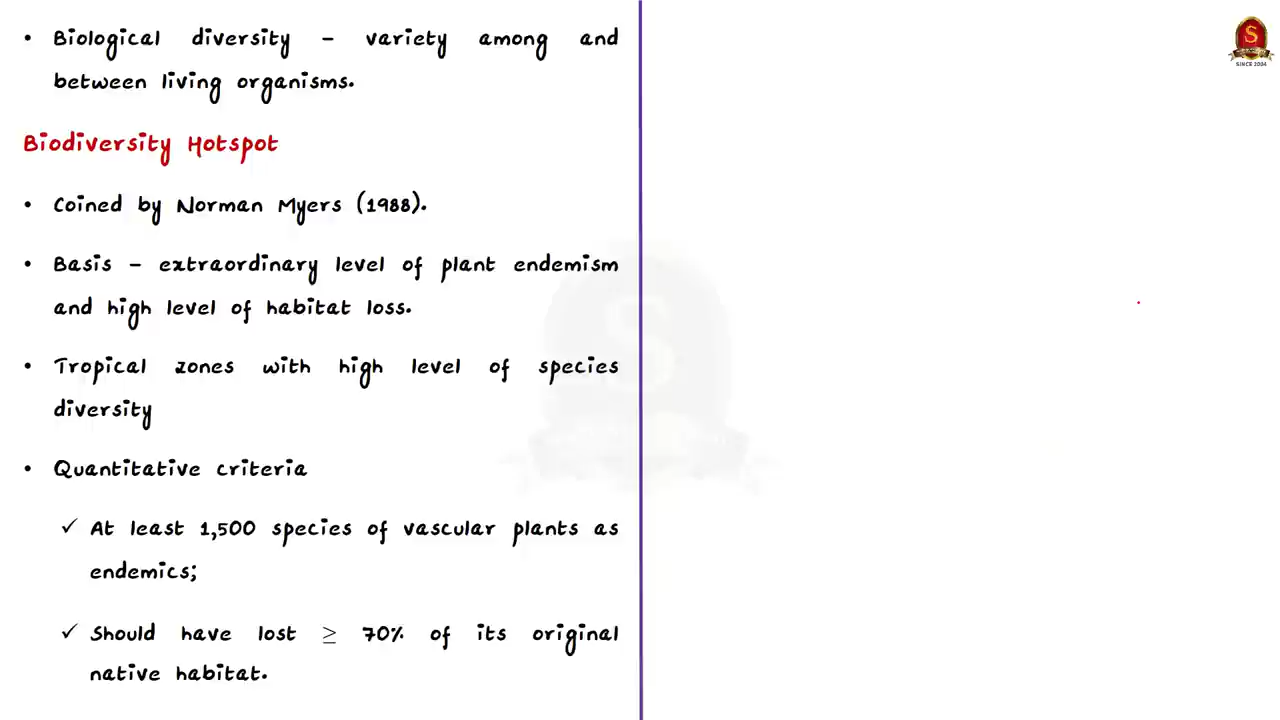 • Biological diversity – variety among and
between living organisms.
Biodiversity Hotspot
• Coined by Norman Myers (1988).
• Basis – extraordinary level of plant endemism
and high level of habitat loss.
• Tropical zones with high level of species
diversity
• Quantitative criteria
✓ At least 1,500 species of vascular plants as
endemics;
✓ Should have lost ≥ 70% of its original
native habitat.
S
SINCE 2004